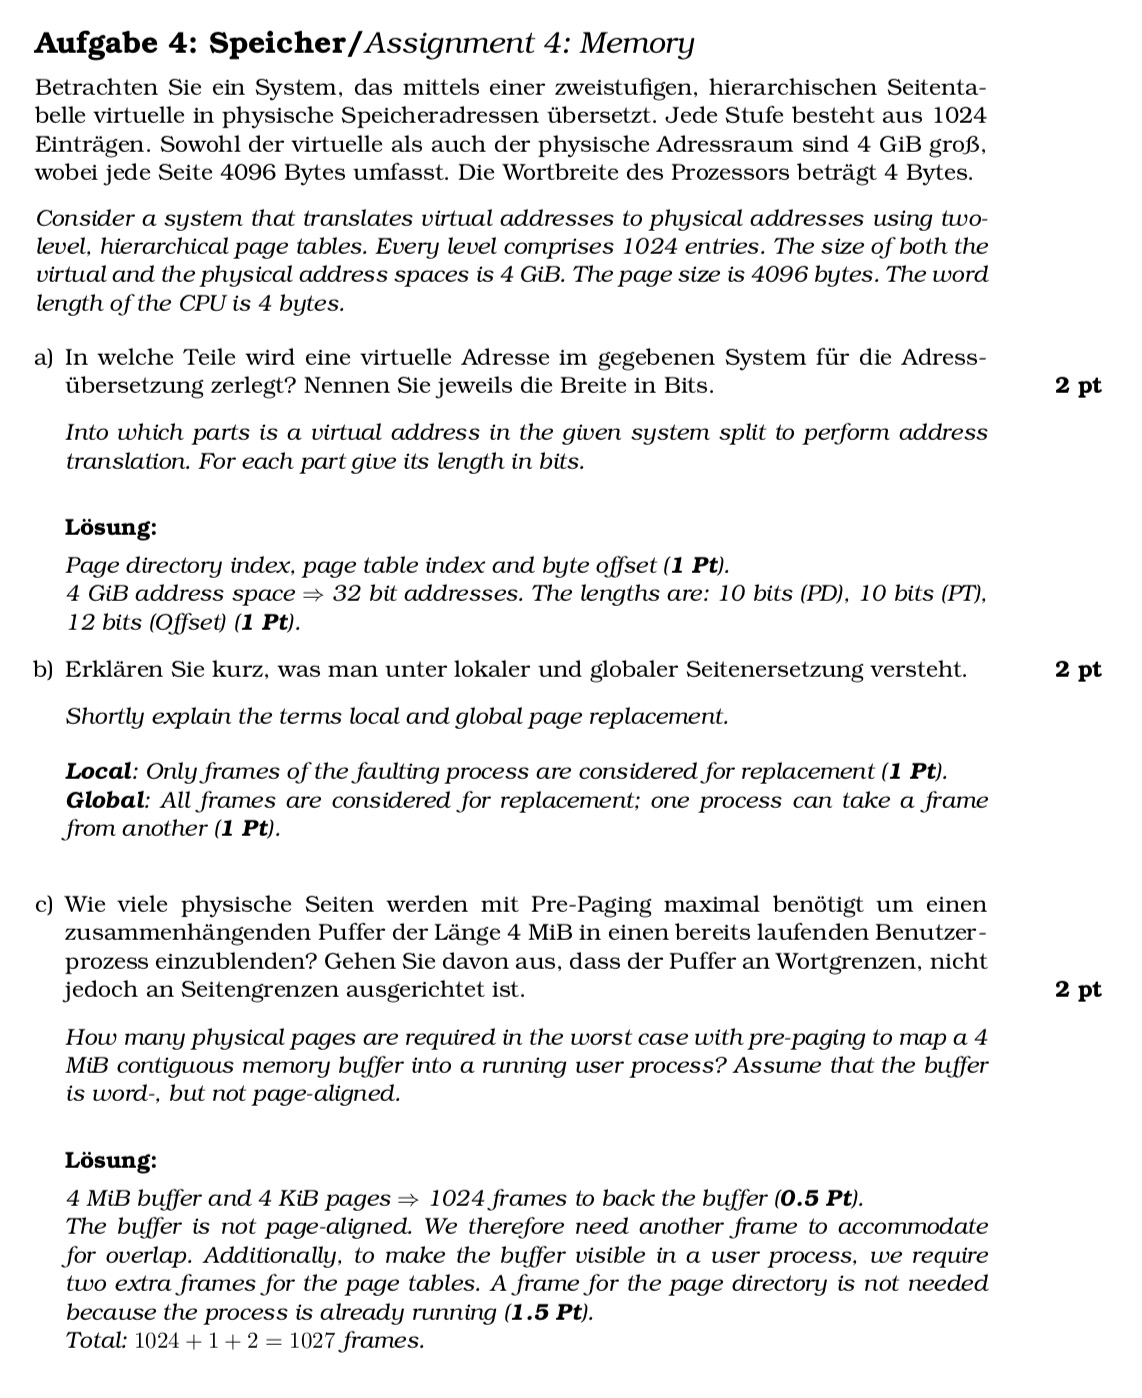 Aufgabe 4: Speicher/Assignment 4: Memory
Betrachten Sie ein System, das mittels einer zweistufigen, hierarchischen Seitenta-
belle virtuelle in physische Speicheradressen übersetzt. Jede Stufe besteht aus 1024
Einträgen. Sowohl der virtuelle als auch der physische Adressraum sind 4 GiB groß,
wobei jede Seite 4096 Bytes umfasst. Die Wortbreite des Prozessors beträgt 4 Bytes.
Consider a system that translates virtual addresses to physical addresses using two-
level, hierarchical page tables. Every level comprises 1024 entries. The size of both the
virtual and the physical address spaces is 4 GiB. The page size is 4096 bytes. The word
length of the CPU is 4 bytes.
a) In welche Teile wird eine virtuelle Adresse im gegebenen System für die Adress-
übersetzung zerlegt? Nennen Sie jeweils die Breite in Bits. 2 pt
Into which parts is a virtual address in the given system split to perform address
translation. For each part give its length in bits.
Lösung:
Page directory index, page table index and byte offset (1 Pt).
4 GiB address space ⇒ 32 bit addresses. The lengths are: 10 bits (PD), 10 bits (PT),
12 bits (Offset) (1 Pt).
b) Erklären Sie kurz, was man unter lokaler und globaler Seitenersetzung versteht. 2 pt
Shortly explain the terms local and global page replacement.
Local: Only frames of the faulting process are considered for replacement (1 Pt).
Global: All frames are considered for replacement; one process can take a frame
from another (1 Pt).
c) Wie viele physische Seiten werden mit Pre-Paging maximal benötigt um einen
zusammenhängenden Puffer der Länge 4 MiB in einen bereits laufenden Benutzer-
prozess einzublenden? Gehen Sie davon aus, dass der Puffer an Wortgrenzen, nicht
jedoch an Seitengrenzen ausgerichtet ist. 2 pt
How many physical pages are required in the worst case with pre-paging to map a 4
MiB contiguous memory buffer into a running user process? Assume that the buffer
is word-, but not page-aligned.
Lösung:
4 MiB buffer and 4 KiB pages ⇒ 1024 frames to back the buffer (0.5 Pt).
The buffer is not page-aligned. We therefore need another frame to accommodate
for overlap. Additionally, to make the buffer visible in a user process, we require
two extra frames for the page tables. A frame for the page directory is not needed
because the process is already running (1.5 Pt).
Total: 1024 + 1 + 2 = 1027 frames.